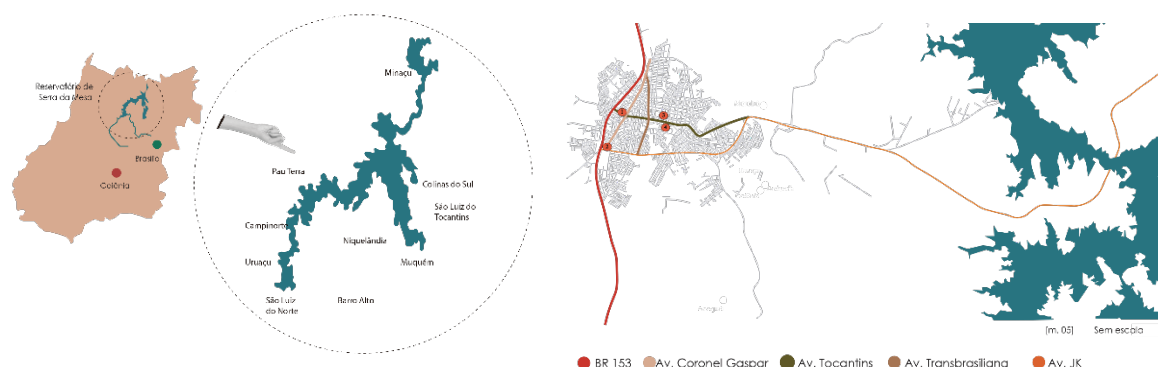 Reservatório de
Serra da Mesa
Brasília
Goiânia
Minaçu
Pau Terra
Colinas do Sul
São Luiz do
Tocantins
Campinorte
Niquelândia
Uruaçu
Muquém
São Luiz
do Norte
Barro Alto
[m. 05] Sem escala
BR 153 Av. Coronel Gaspar Av. Tocantins Av. Transbrasiliana Av. JK